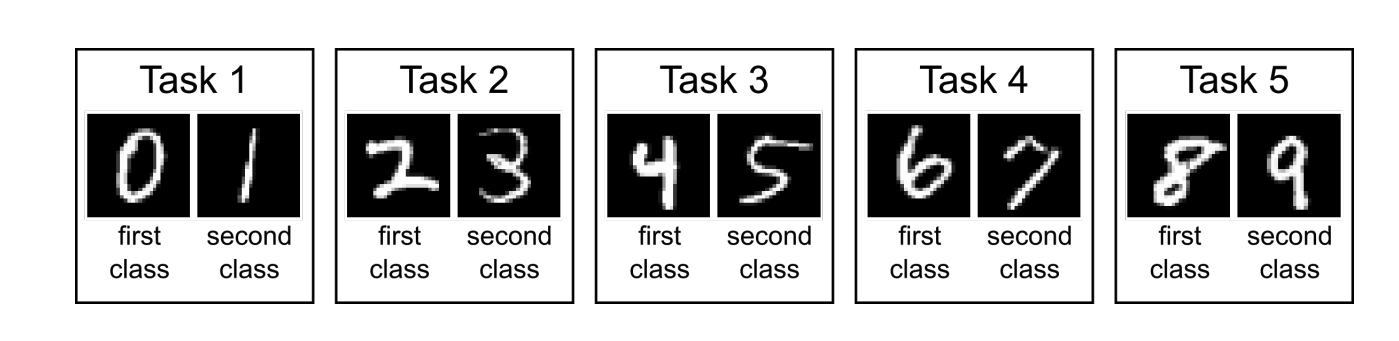 Task 1
0 1
first second
class class
Task 2
2 3
first second
class class
Task 3
4 5
first second
class class
Task 4
6 7
first second
class class
Task 5
8 9
first second
class class